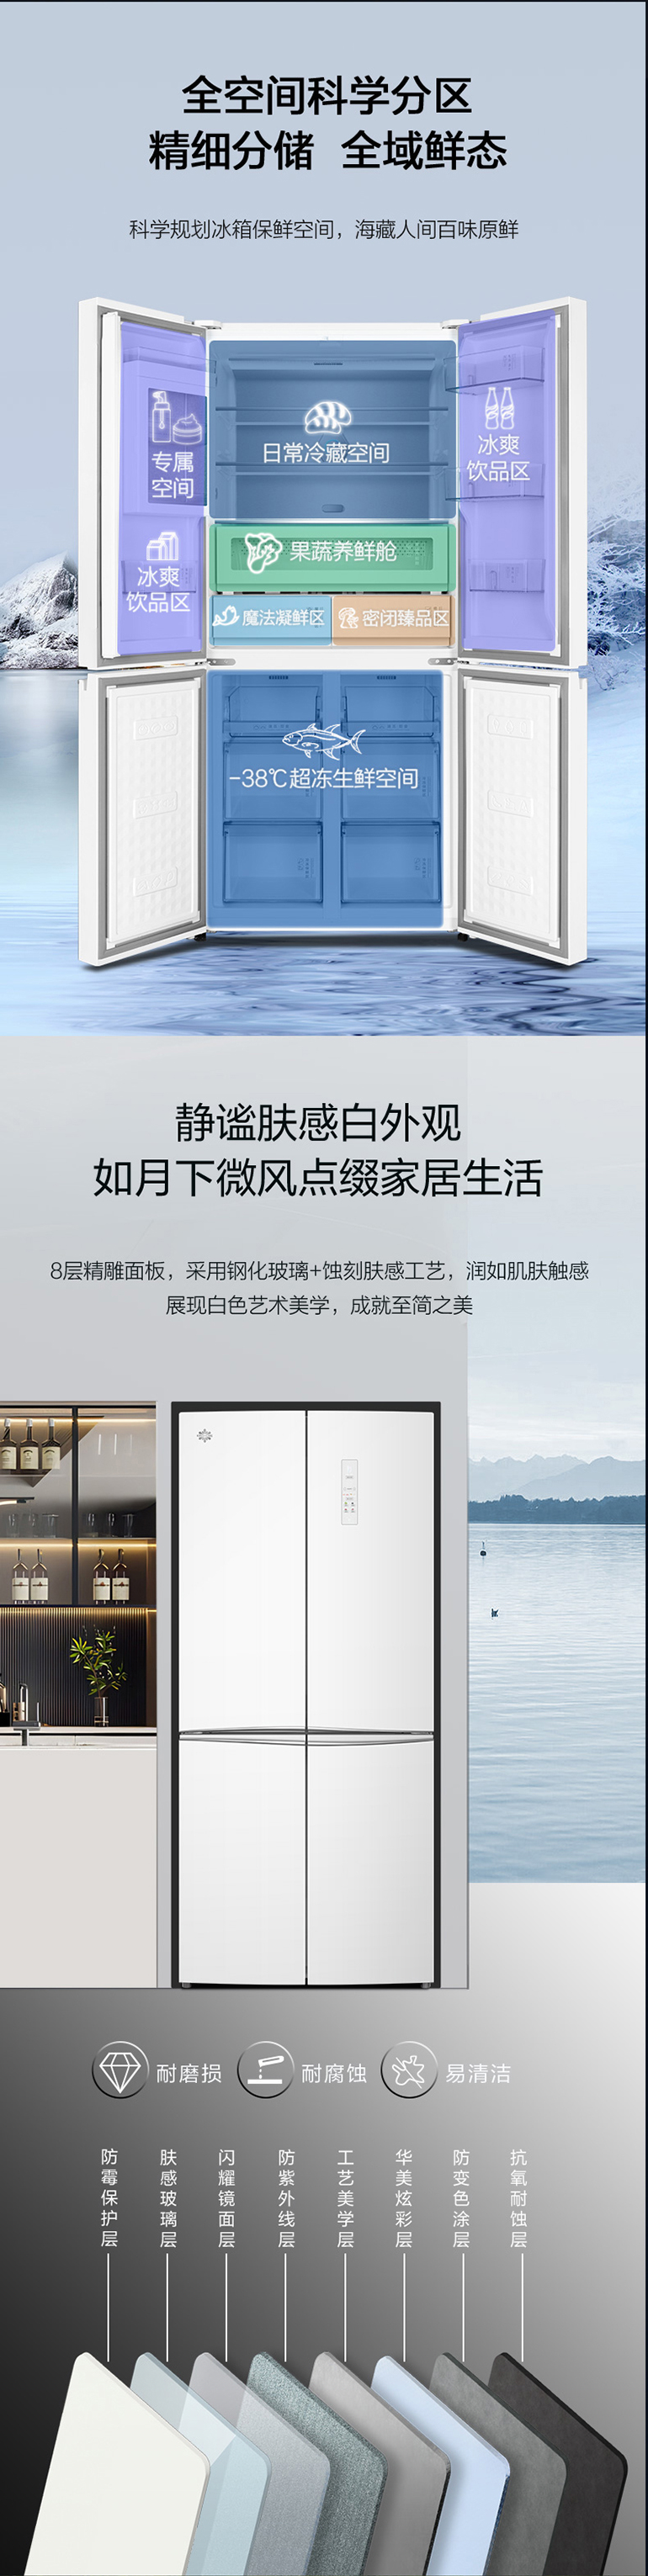 全空间科学分区
精细分储 全域鲜态
科学规划冰箱保鲜空间，海藏人间百味原鲜
日常冷藏空间
专属
空间
冰爽
饮品区
冰爽
饮品区
果蔬养鲜舱
魔法凝鲜区
密闭臻品区
-38℃超冻生鲜空间
静谧肤感白外观
如月下微风点缀家居生活
8层精雕面板，采用钢化玻璃+蚀刻肤感工艺，润如肌肤触感
展现白色艺术美学，成就至简之美
耐磨损
耐腐蚀
易清洁
防霉保护层
肤感玻璃层
闪耀镜面层
防紫外线层
工艺美学层
华美炫彩层
防变色涂层
抗氧耐蚀层